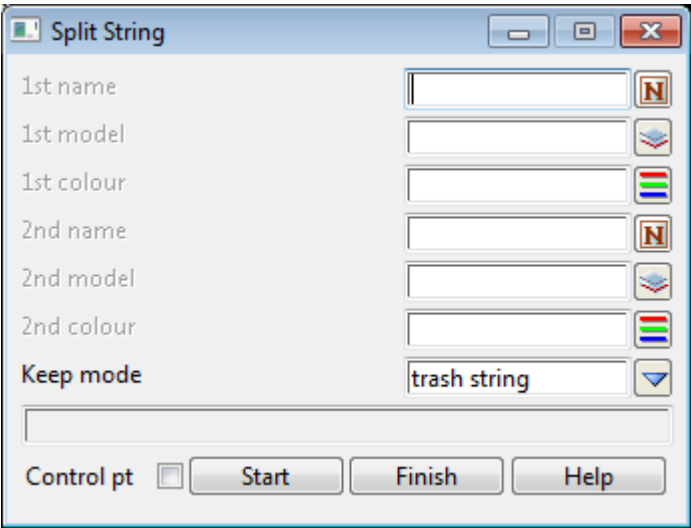 Split String
1st name
N
1st model
1st colour
2nd name
N
2nd model
2nd colour
Keep mode trash string
Control pt Start Finish Help